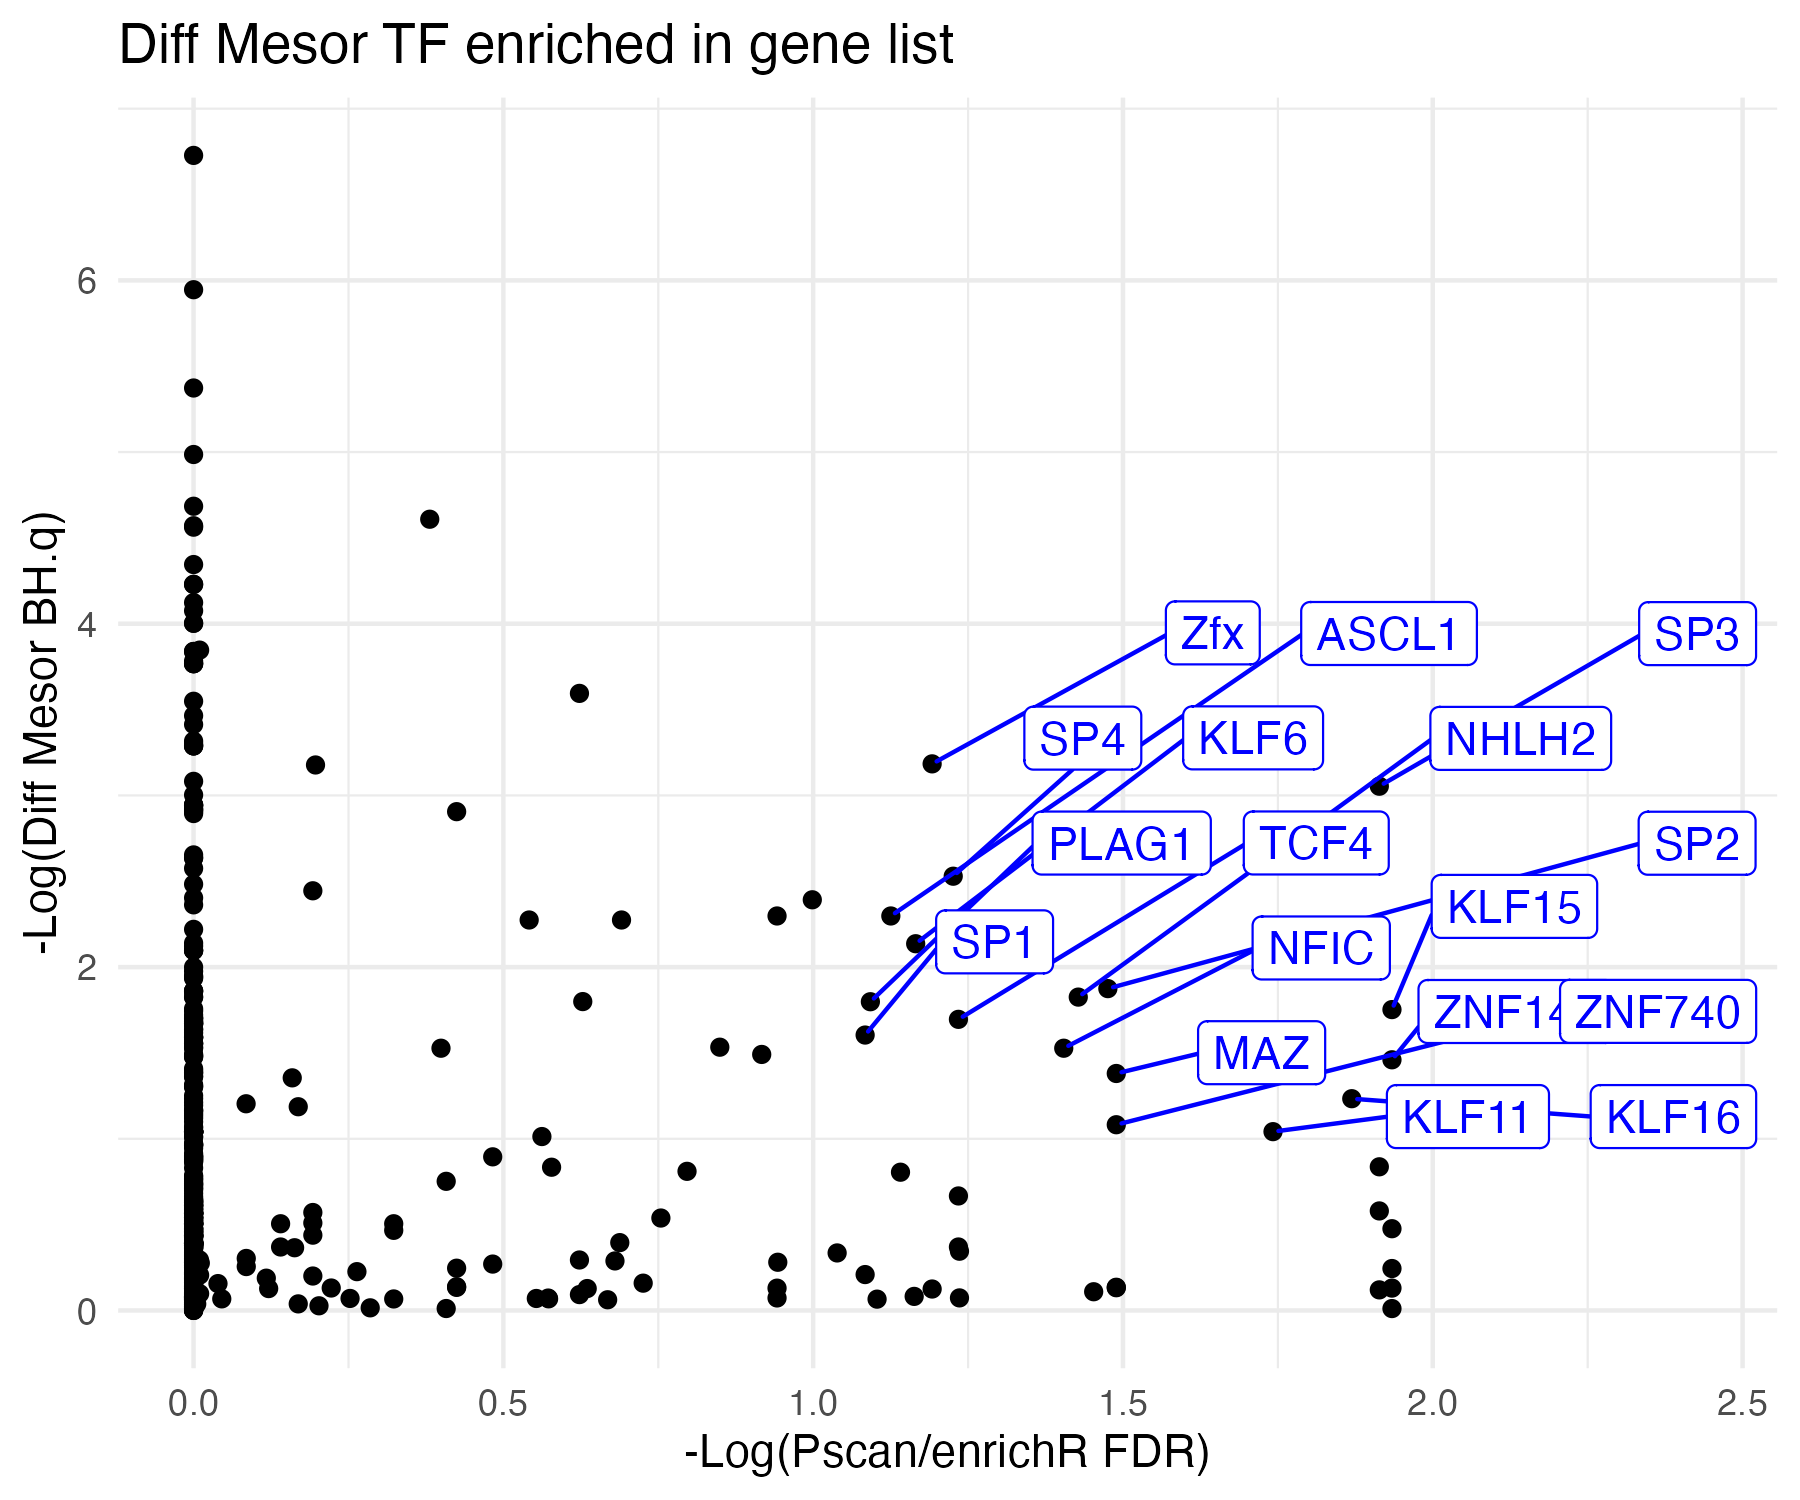 Diff Mesor TF enriched in gene list
-Log(Diff Mesor BH.q)
6
4
2
0
Zfx
ASCL1
SP3
SP4
KLF6
NHLH2
PLAG1
TCF4
SP2
KLF15
SP1
NFIC
ZNF740
MAZ
KLF11
KLF16
0.0
0.5
1.0
1.5
2.0
2.5
-Log(Pscan/enrichR FDR)